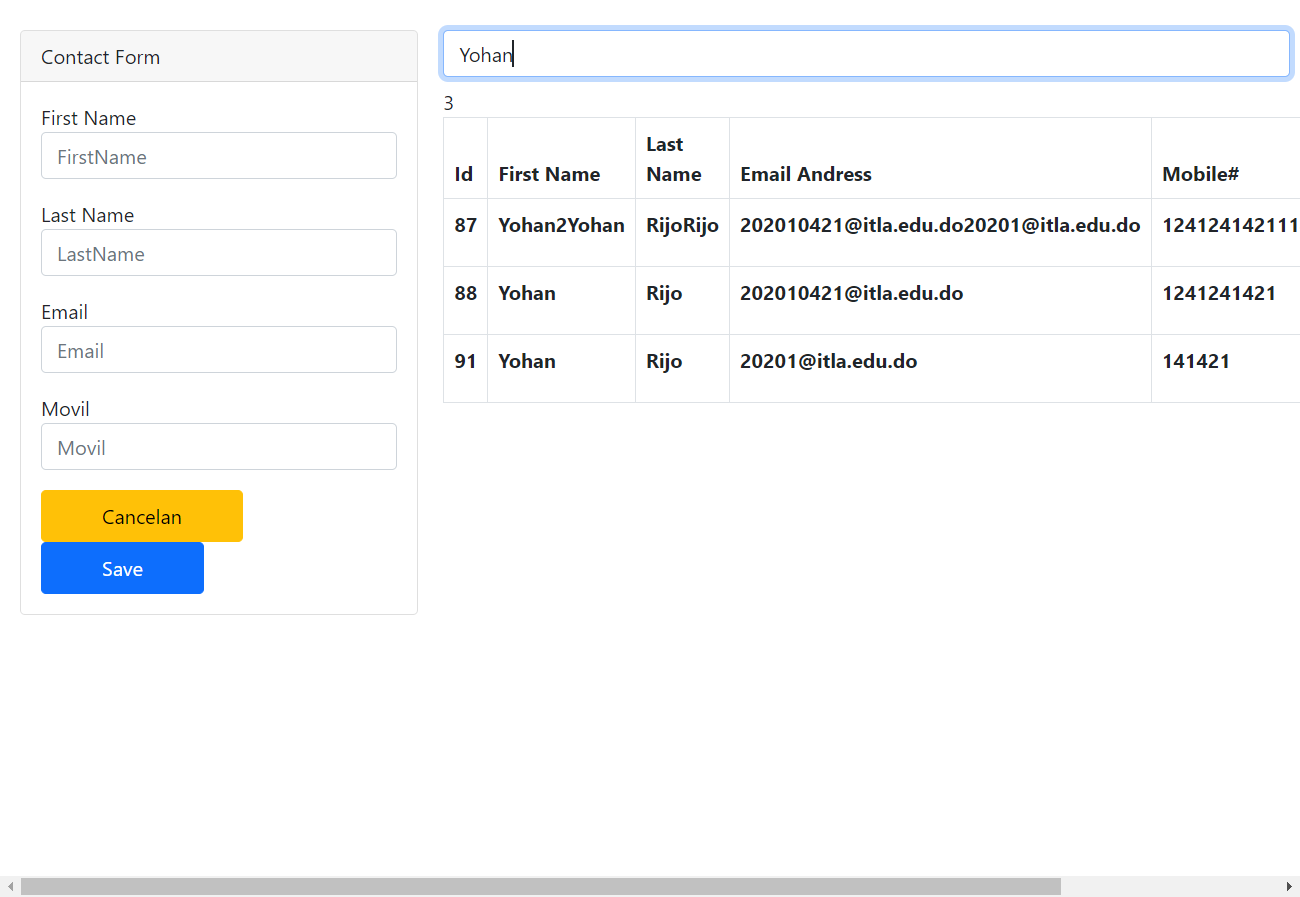 Contact Form
First Name
FirstName
Last Name
LastName
Email
Email
Movil
Movil
Cancelan
Save
Yohan
3
Id First Name Last Name Email Andress Mobile#
87 Yohan2Yohan RijoRijo 202010421@itla.edu.do20201@itla.edu.do 124124142111
88 Yohan Rijo 202010421@itla.edu.do 1241241421
91 Yohan Rijo 20201@itla.edu.do 141421